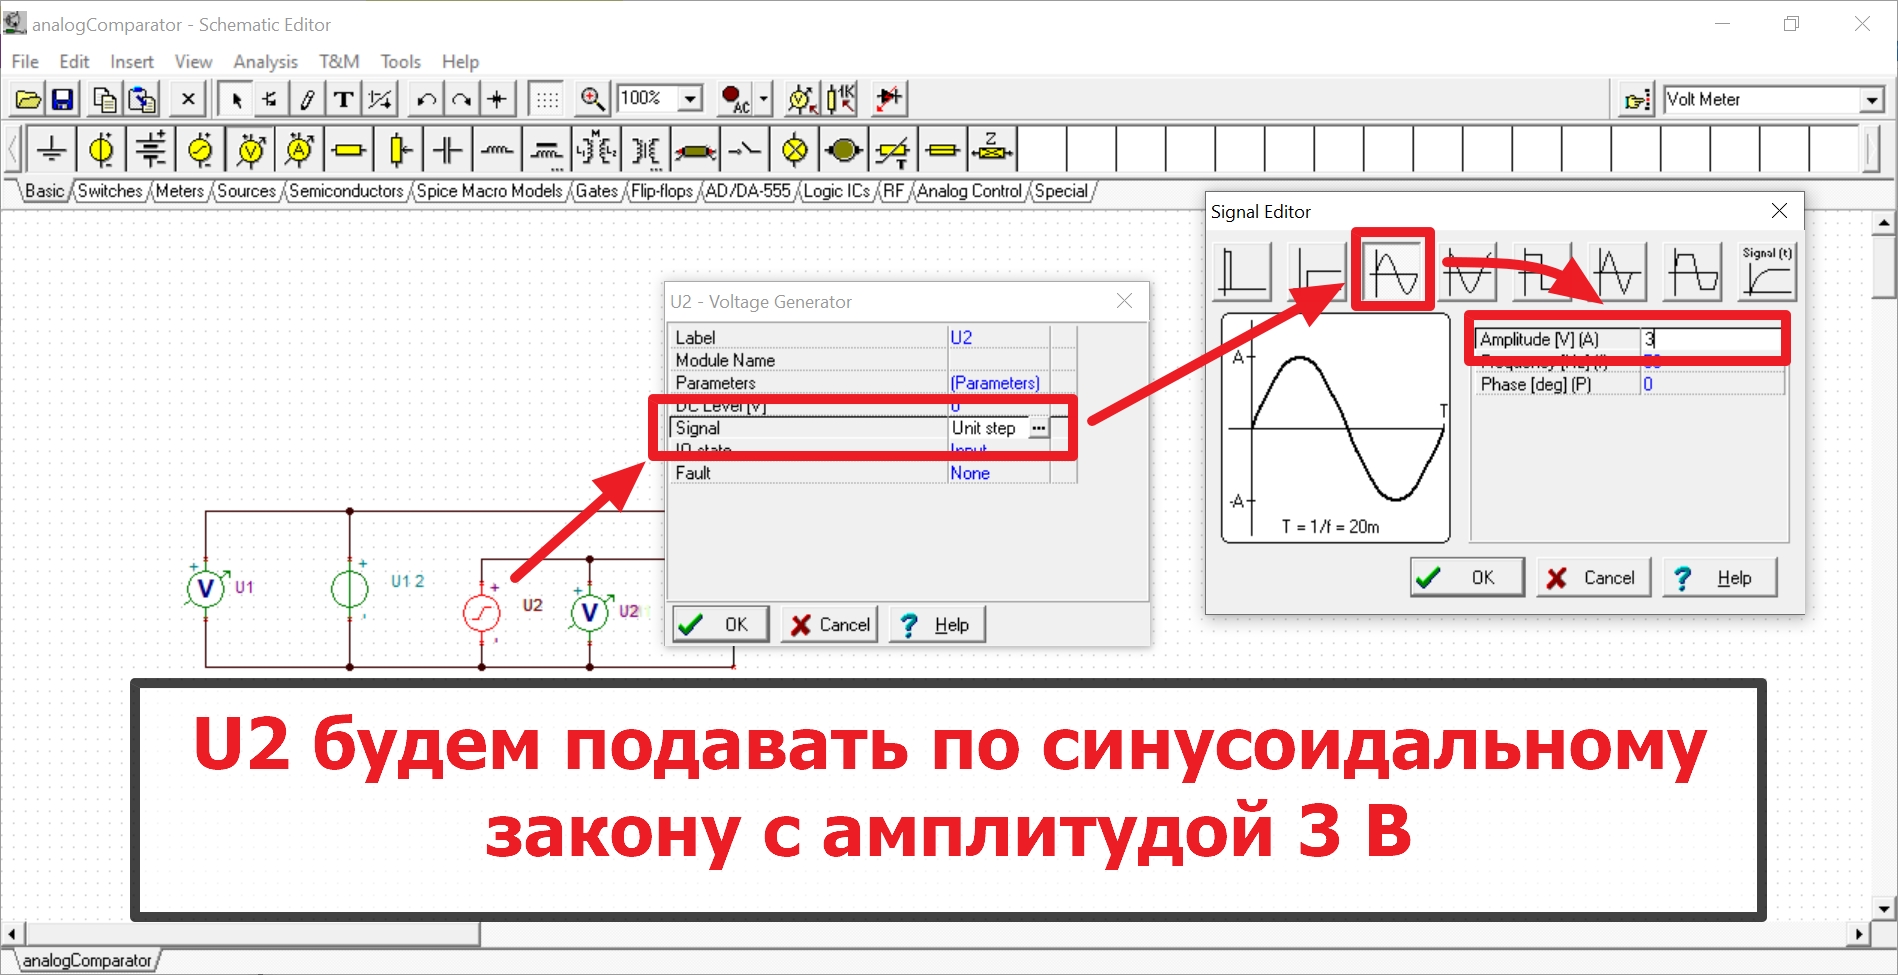 analogComparator - Schematic Editor
File Edit Insert View Analysis T&M Tools Help
100% AC 1K Volt Meter
M Z
L1 L2 T
Basic Switches Meters Sources Semiconductors Spice Macro Models Gates Flip-flops AD/DA-555 Logic ICs RF Analog Control Special
Signal Editor
Signal (t)
U2 - Voltage Generator
Label U2
Module Name
Parameters (Parameters)
DC Level [V] 0
Signal Unit step ...
IO state Input
Fault None
OK Cancel ? Help
Amplitude [V] (A) 3
Frequency [Hz] (f) 50
Phase [deg] (P) 0
A
T
-A
T = 1/f = 20m
OK Cancel ? Help
+ V U1
+ U1 2
+ U2
+ V U2
U2 будем подавать по синусоидальному
закону с амплитудой 3 В
analogComparator